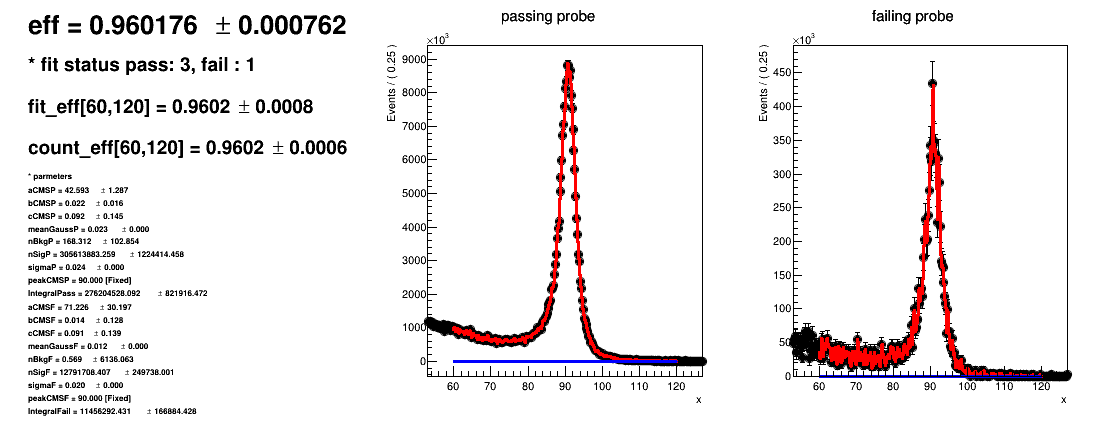 eff = 0.960176 ± 0.000762
* fit status pass: 3, fail : 1
fit_eff[60,120] = 0.9602 ± 0.0008
count_eff[60,120] = 0.9602 ± 0.0006
* parmeters
aCMSP = 42.593 ± 1.287
bCMSP = 0.022 ± 0.016
cCMSP = 0.092 ± 0.145
meanGaussP = 0.023 ± 0.000
nBkgP = 168.312 ± 102.854
nSigP = 305613883.259 ± 1224414.458
sigmaP = 0.024 ± 0.000
peakCMSP = 90.000 [Fixed]
IntegralPass = 276204528.092 ± 821916.472
aCMSF = 71.226 ± 30.197
bCMSF = 0.014 ± 0.128
cCMSF = 0.091 ± 0.139
meanGaussF = 0.012 ± 0.000
nBkgF = 0.569 ± 6136.063
nSigF = 12791708.407 ± 249738.001
sigmaF = 0.020 ± 0.000
peakCMSF = 90.000 [Fixed]
IntegralFail = 11456292.431 ± 166884.428
passing probe
×10³
Events / ( 0.25 )
9000
8000
7000
6000
5000
4000
3000
2000
1000
0
60 70 80 90 100 110 120
x
failing probe
×10³
Events / ( 0.25 )
450
400
350
300
250
200
150
100
50
0
60 70 80 90 100 110 120
x